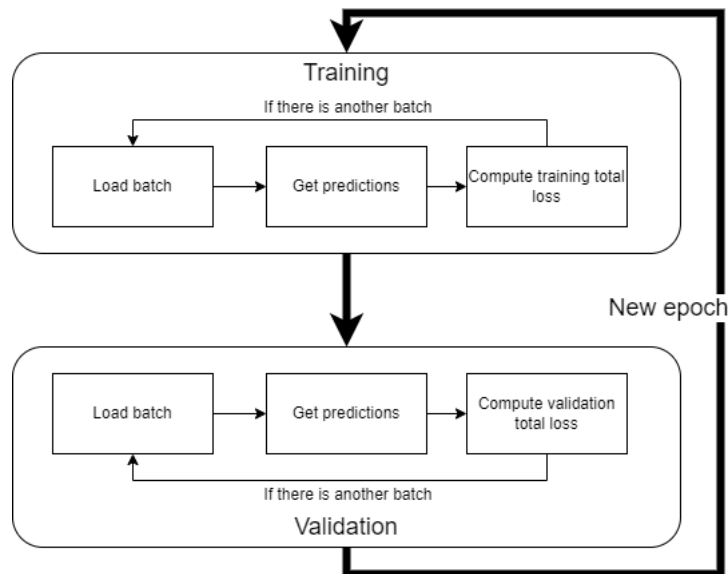 Training
If there is another batch
Load batch
Get predictions
Compute training total
loss
New epoch
Load batch
Get predictions
Compute validation
total loss
If there is another batch
Validation